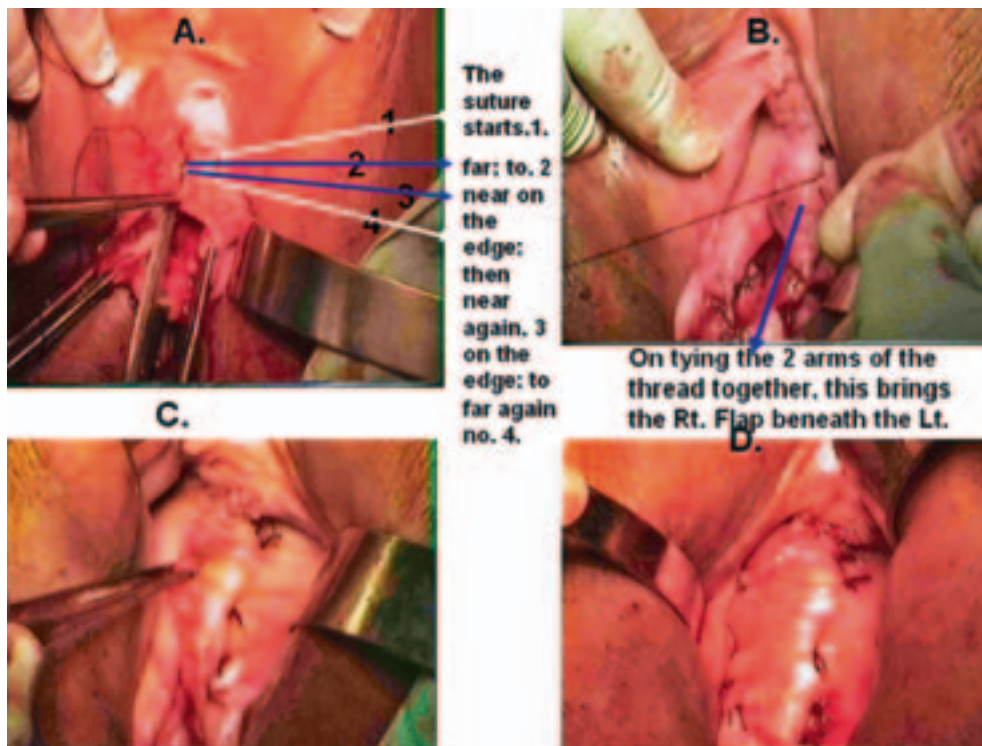 A.
B.
1
2
3
4
The
suture
starts.1.
far: to. 2
near on
the
edge:
then
near
again. 3
on the
edge: to
far again
no. 4.
On tying the 2 arms of the
thread together, this brings
the Rt. Flap beneath the Lt.
C.
D.